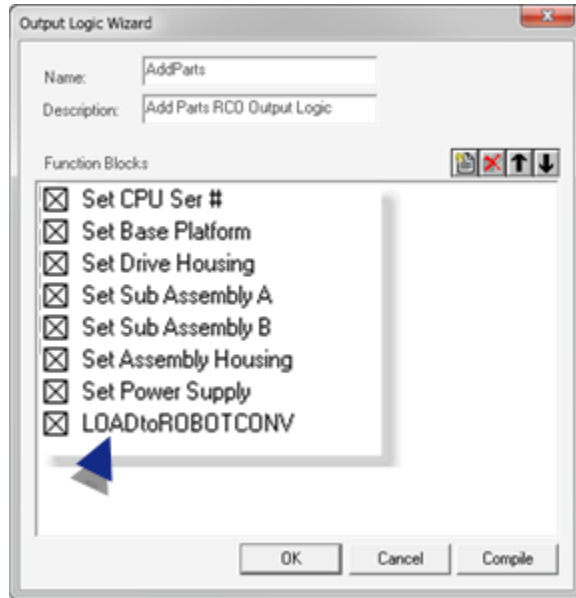 Output Logic Wizard
Name: AddParts
Description: Add Parts RCO Output Logic
Function Blocks
Set CPU Ser #
Set Base Platform
Set Drive Housing
Set Sub Assembly A
Set Sub Assembly B
Set Assembly Housing
Set Power Supply
LOADtoROBOTCONV
OK Cancel Compile